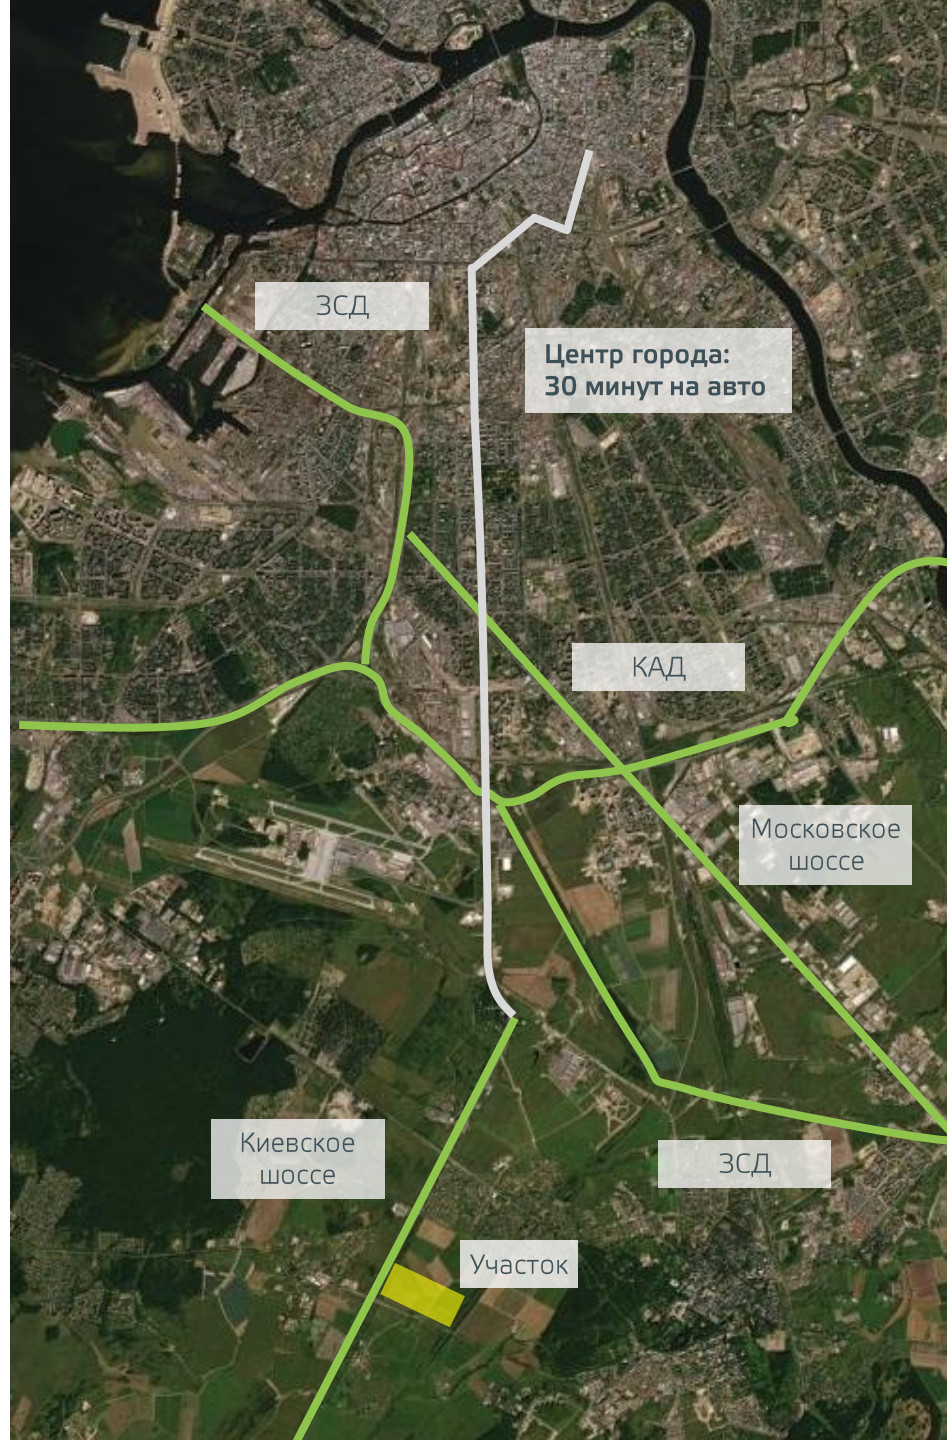 ЗСД
Центр города:
30 минут на авто
КАД
Московское
шоссе
Киевское
шоссе
ЗСД
Участок